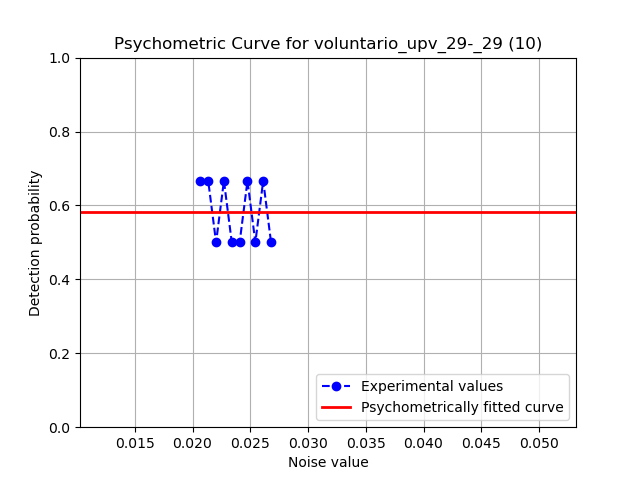 Psychometric Curve for voluntario_upv_29-_29 (10)
1.0
0.8
0.6
0.4
0.2
0.0
Detection probability
Experimental values
Psychometrically fitted curve
0.015 0.020 0.025 0.030 0.035 0.040 0.045 0.050
Noise value